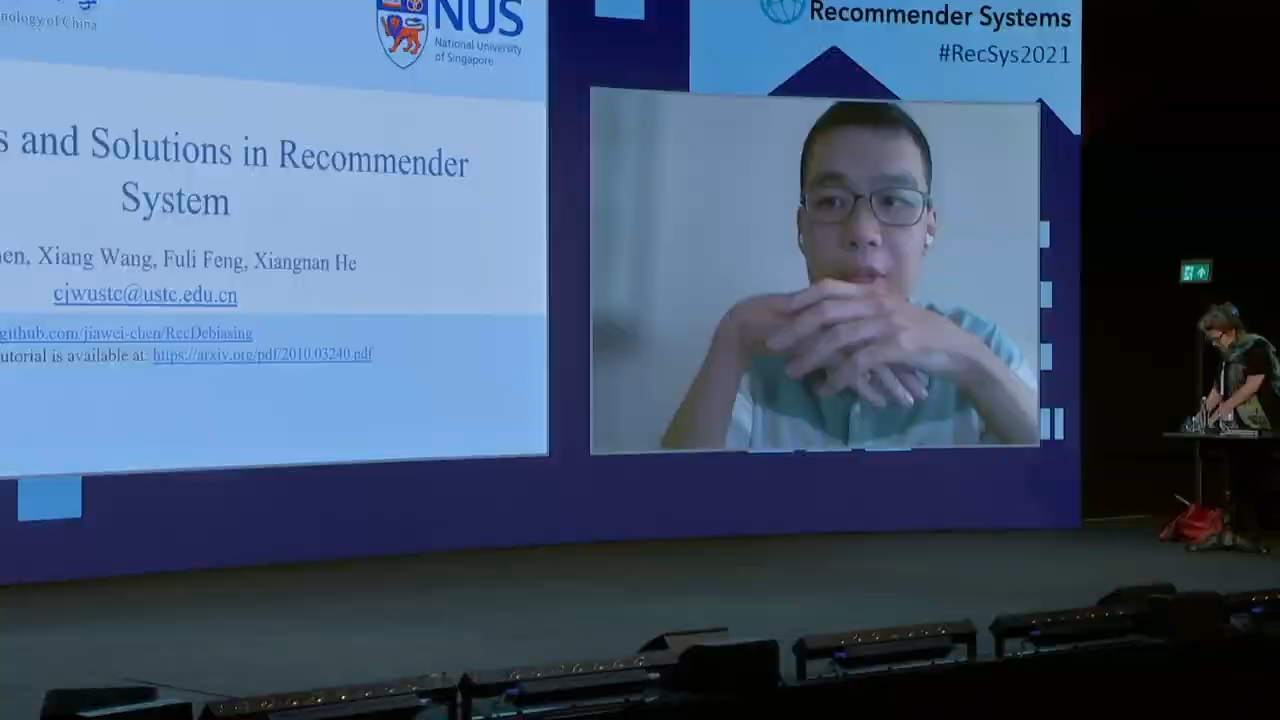 nology of China
NUS
National University
of Singapore
Recommender Systems
#RecSys2021
s and Solutions in Recommender
System
en, Xiang Wang, Fuli Feng, Xiangnan He
cjwustc@ustc.edu.cn
github.com/jiawei-chen/RecDebiasing
utorial is available at: https://arxiv.org/pdf/2010.03240.pdf